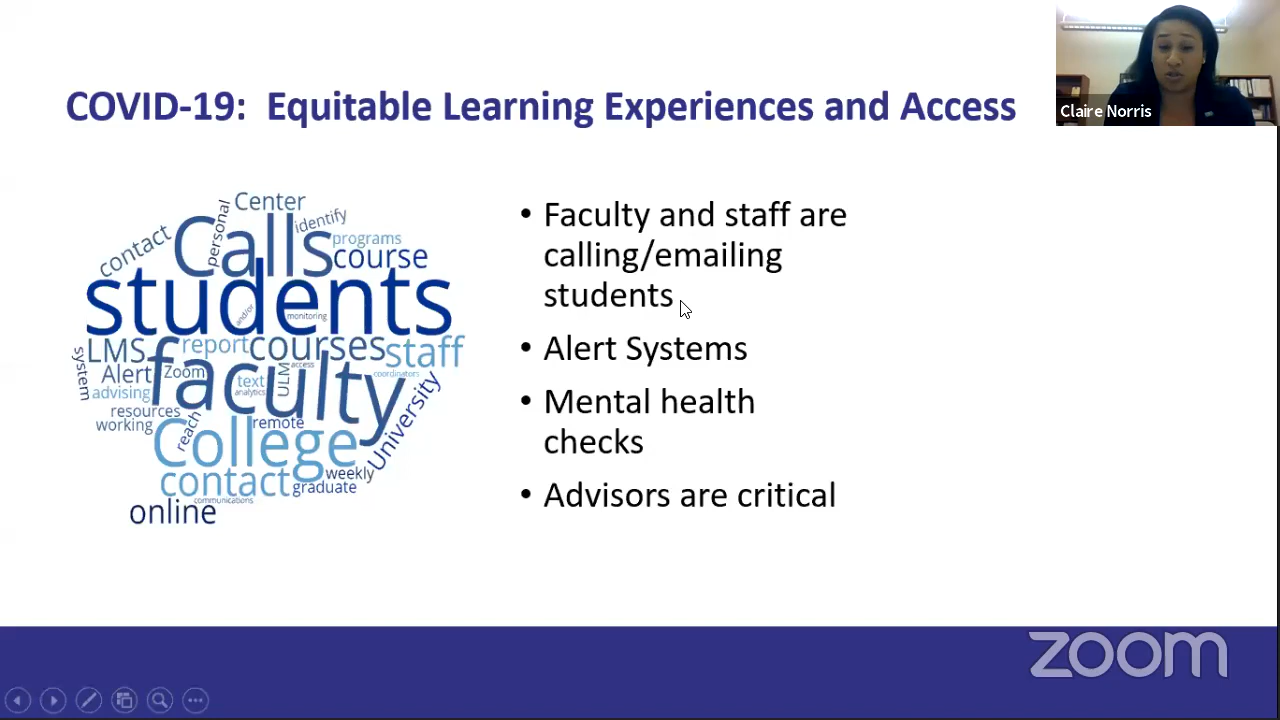 COVID-19: Equitable Learning Experiences and Access
Claire Norris
Center
personal
identify
contact
Calls
programs
course
students
and/or
monitoring
LMS
report
courses
staff
system
Alert
Zoom
faculty
access
coordinators
advising
text
analytics
ULM
resources
working
reach
remote
University
College
weekly
contact
graduate
communications
online
• Faculty and staff are
calling/emailing
students
• Alert Systems
• Mental health
checks
• Advisors are critical
zoom